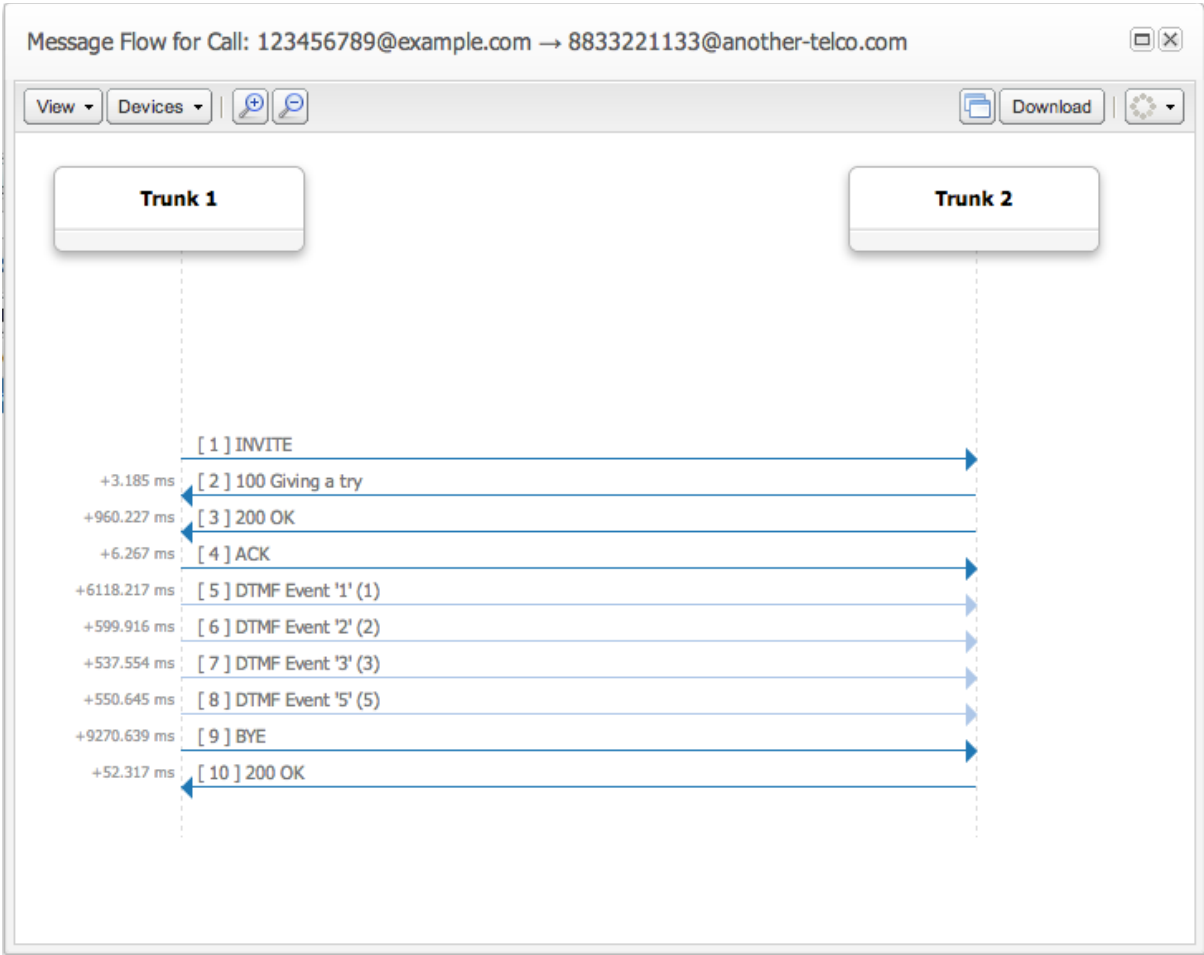 Message Flow for Call: 123456789@example.com → 8833221133@another-telco.com
View Devices Download
Trunk 1 Trunk 2
[ 1 ] INVITE
+3.185 ms [ 2 ] 100 Giving a try
+960.227 ms [ 3 ] 200 OK
+6.267 ms [ 4 ] ACK
+6118.217 ms [ 5 ] DTMF Event '1' (1)
+599.916 ms [ 6 ] DTMF Event '2' (2)
+537.554 ms [ 7 ] DTMF Event '3' (3)
+550.645 ms [ 8 ] DTMF Event '5' (5)
+9270.639 ms [ 9 ] BYE
+52.317 ms [ 10 ] 200 OK